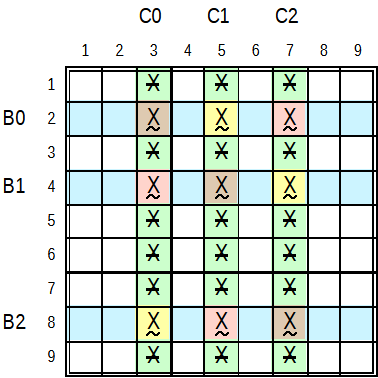 C0 C1 C2
1 2 3 4 5 6 7 8 9
1 X X X
B0 2 X X X
3 X X X
B1 4 X X X
5 X X X
6 X X X
7 X X X
B2 8 X X X
9 X X X